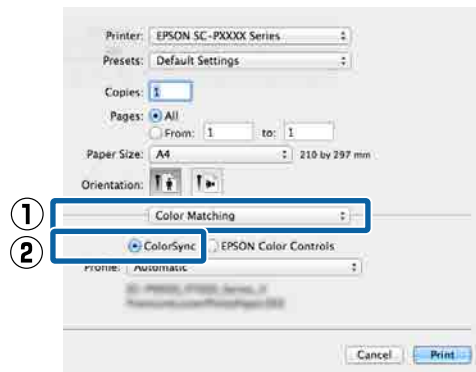 Printer: EPSON SC-PXXXX Series
Presets: Default Settings
Copies: 1
Pages: All
From: 1 to: 1
Paper Size: A4 210 by 297 mm
Orientation:
① Color Matching
② ColorSync EPSON Color Controls
Profile: Automatic
Cancel Print